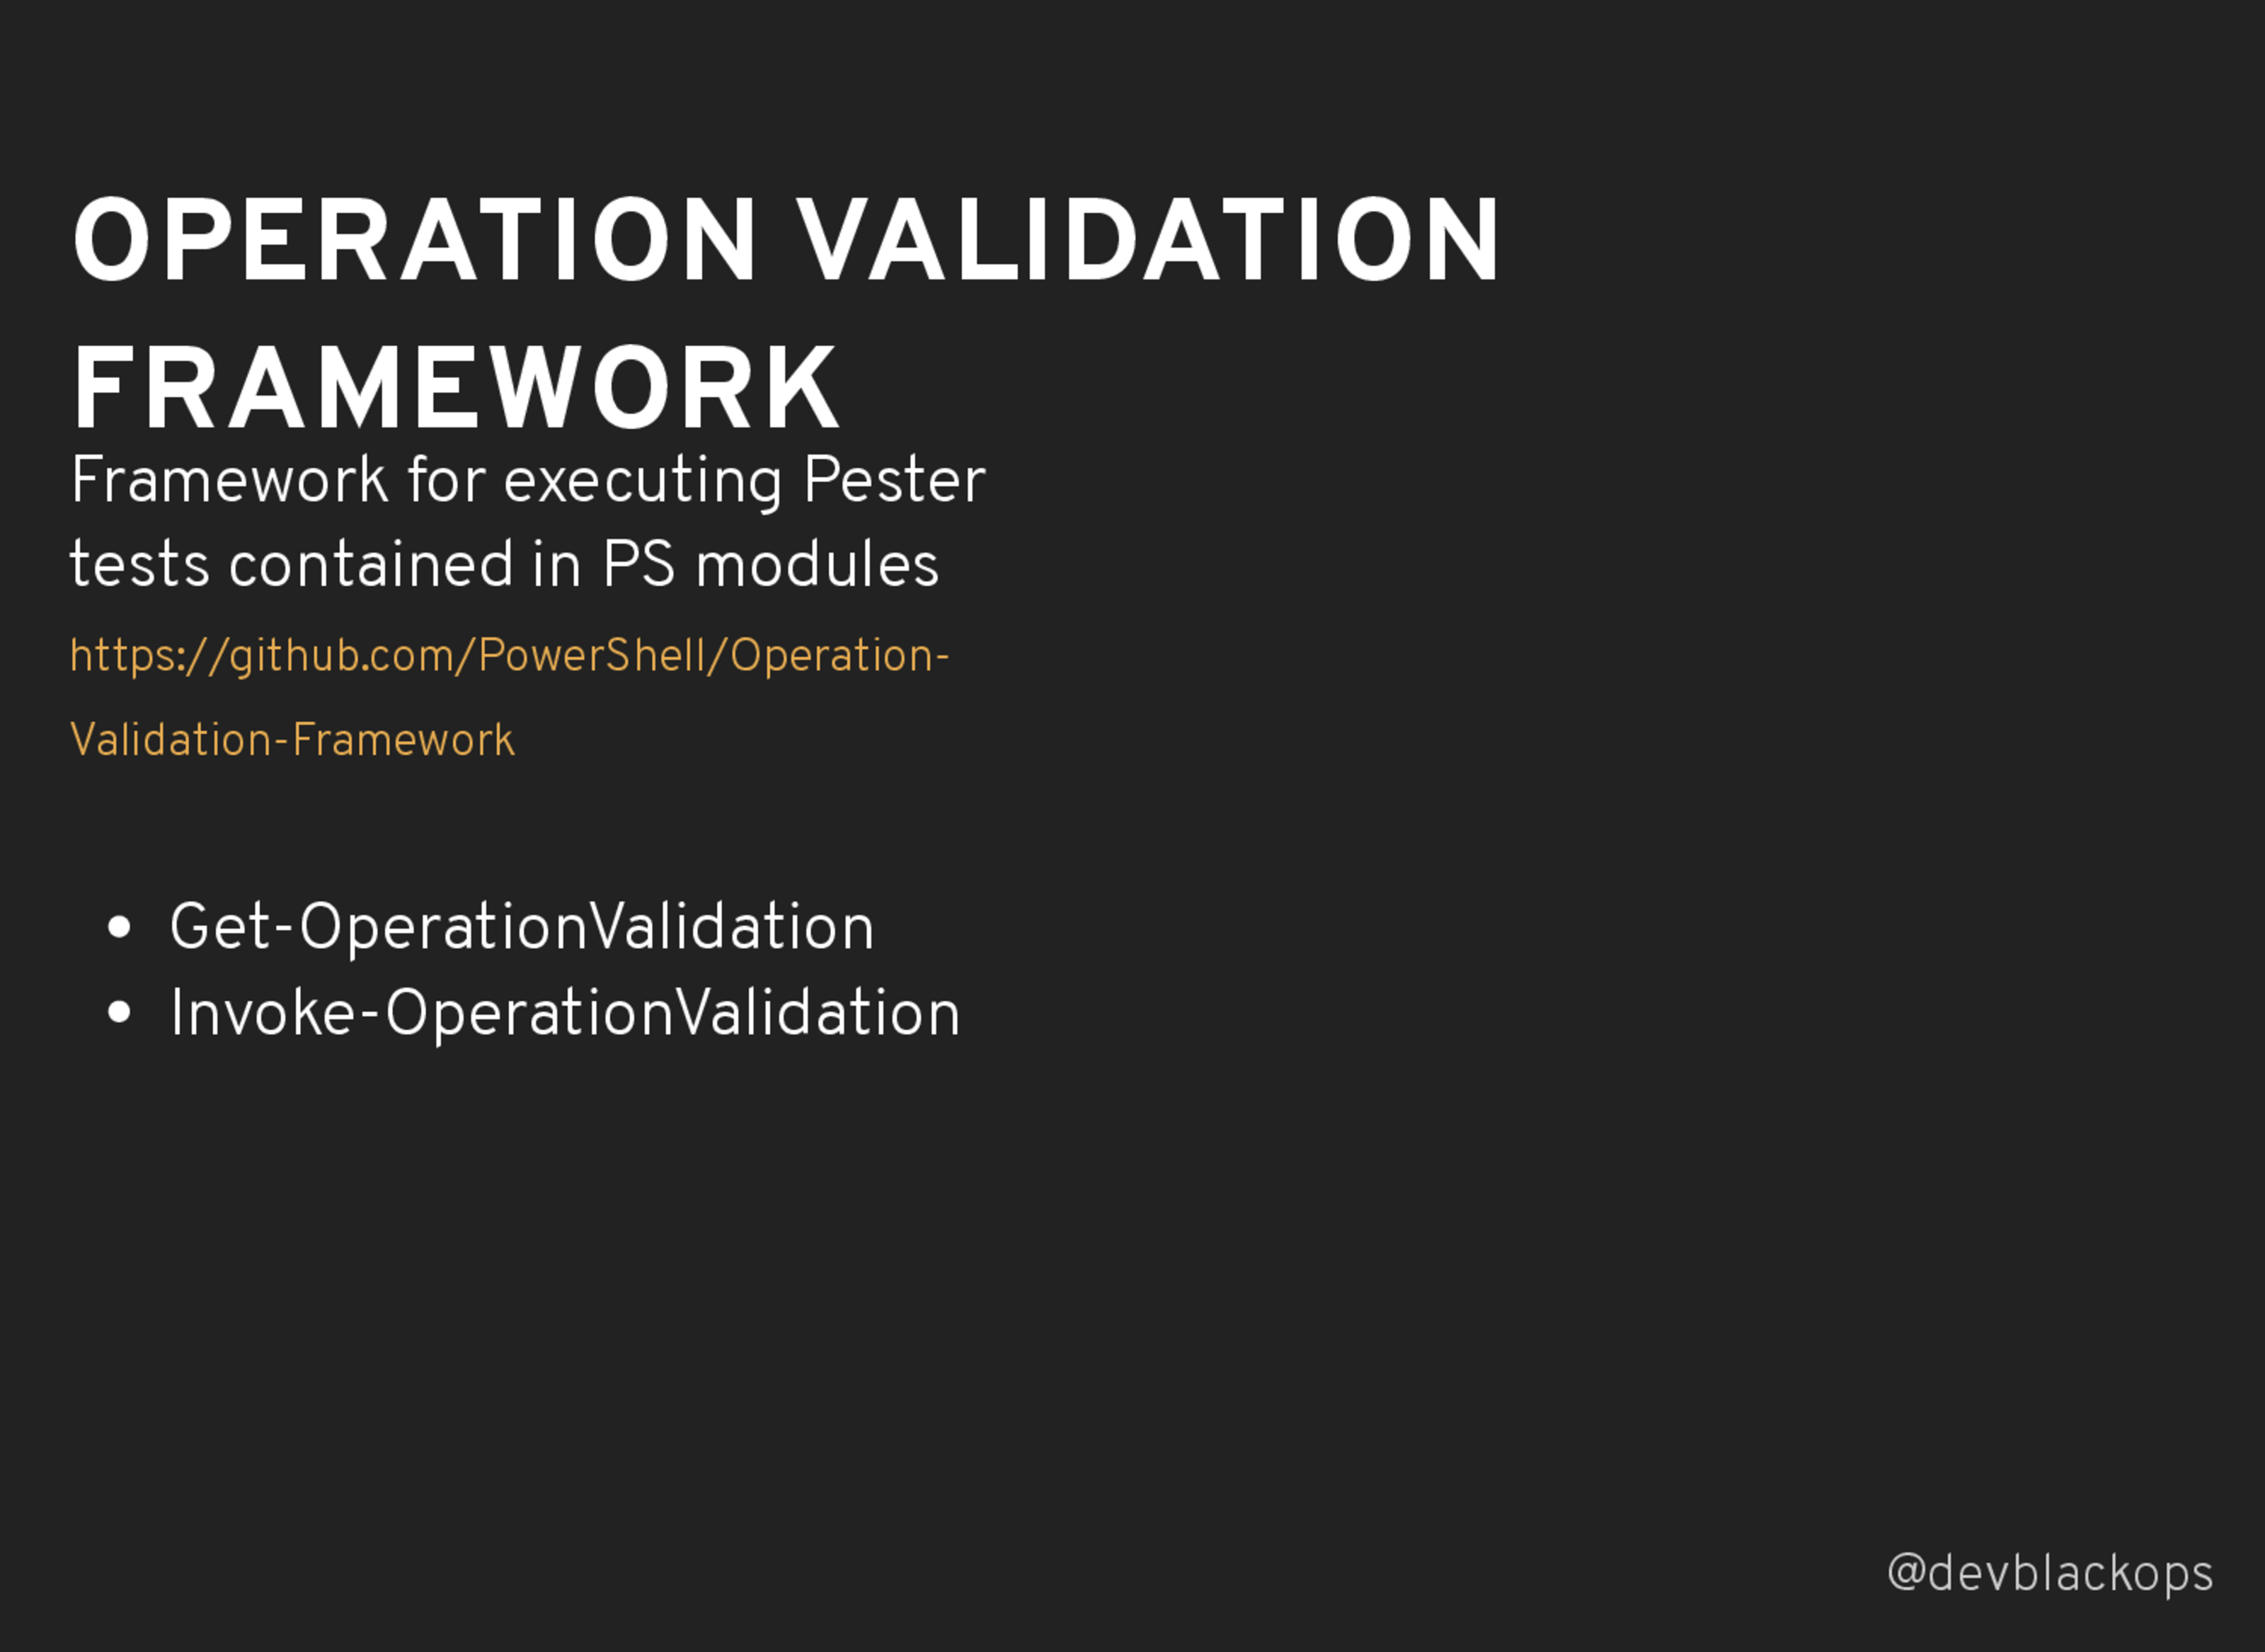 OPERATION VALIDATION
FRAMEWORK
Framework for executing Pester
tests contained in PS modules
https://github.com/PowerShell/Operation-
Validation-Framework
• Get-OperationValidation
• Invoke-OperationValidation
@devblackops